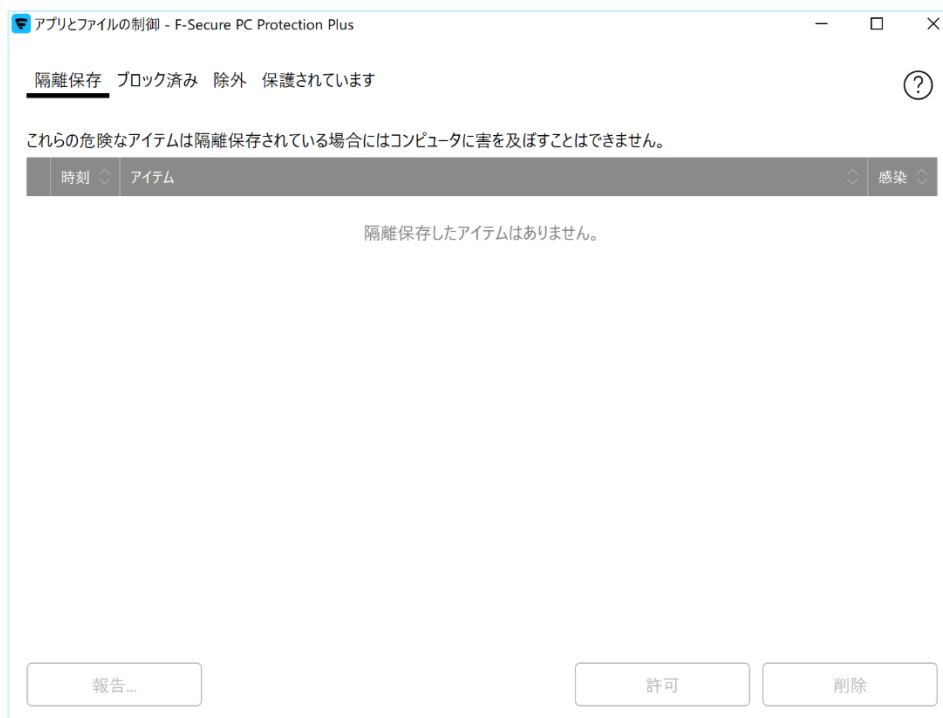 アプリとファイルの制御 - F-Secure PC Protection Plus
隔離保存 ブロック済み 除外 保護されています
?
これらの危険なアイテムは隔離保存されている場合にはコンピュータに害を及ぼすことはできません。
時刻 アイテム 感染
隔離保存したアイテムはありません。
報告... 許可 削除